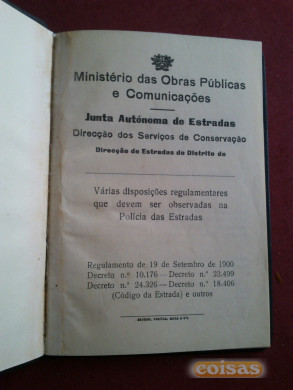 Ministério das Obras Públicas
e Comunicações
Junta Autónoma de Estradas
Direcção dos Serviços de Conservação
Direcção de Estradas do Distrito de
Várias disposições regulamentares
que devem ser observadas na
Polícia das Estradas
Regulamento de 19 de Setembro de 1900
Decreto n.º 10.176 — Decreto n.º 23.499
Decreto n.º 24.326 — Decreto n.º 18.406
(Código da Estrada) e outros
coisas